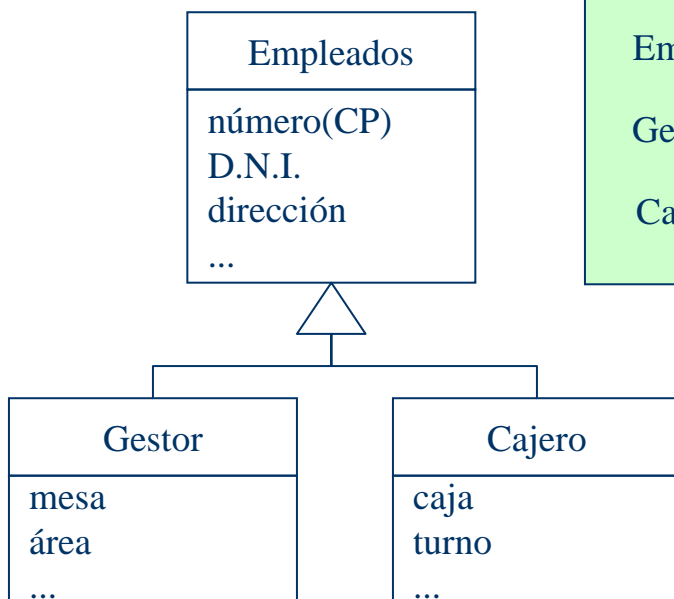 Empleados
número(CP)
D.N.I.
dirección
...
Gestor
mesa
área
...
Cajero
caja
turno
...